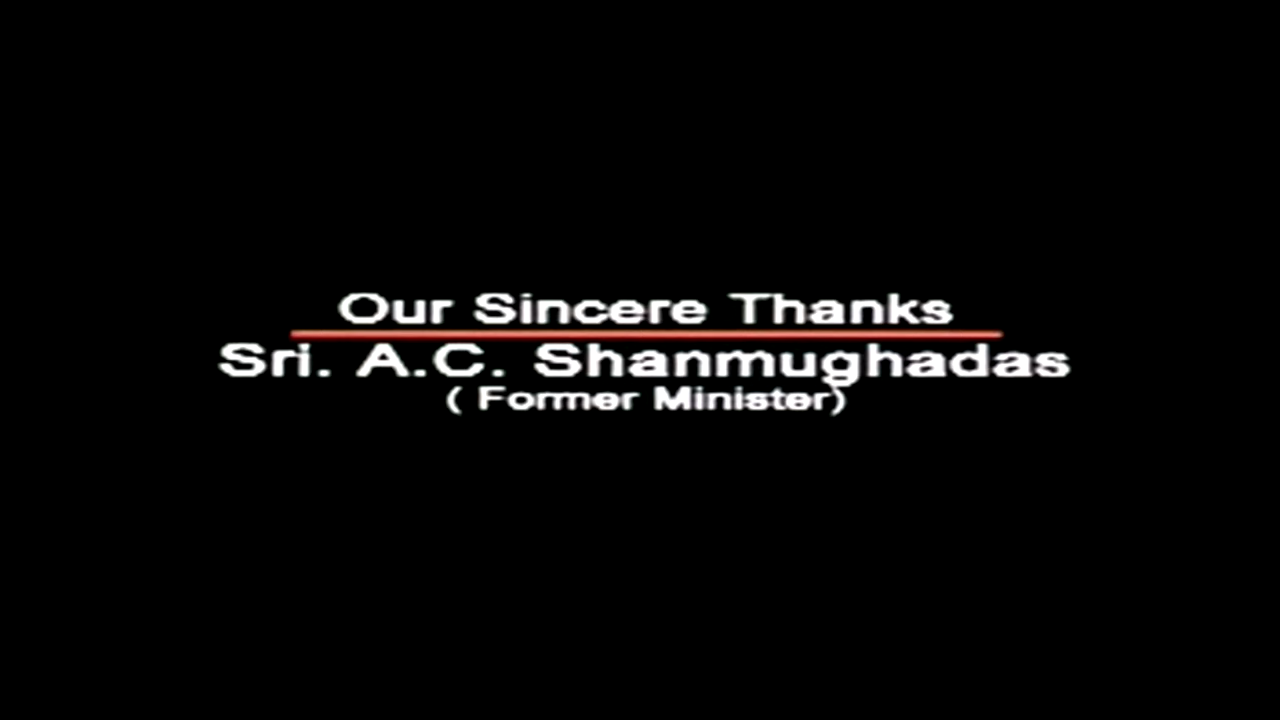 Our Sincere Thanks
Sri. A.C. Shanmughadas
( Former Minister)